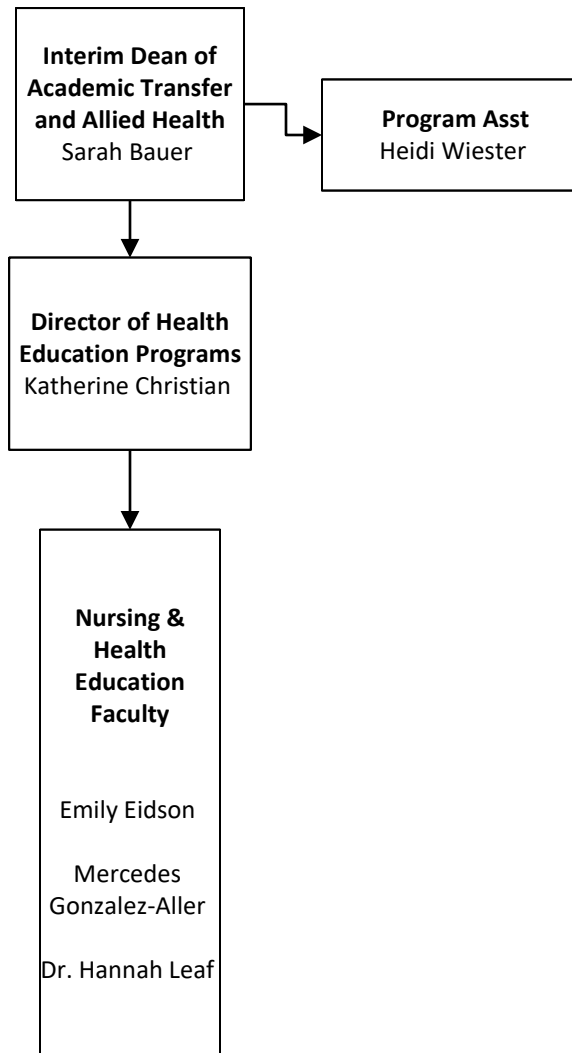 Interim Dean of
Academic Transfer
and Allied Health
Sarah Bauer
Program Asst
Heidi Wiester
Director of Health
Education Programs
Katherine Christian
Nursing &
Health
Education
Faculty
Emily Eidson
Mercedes
Gonzalez-Aller
Dr. Hannah Leaf